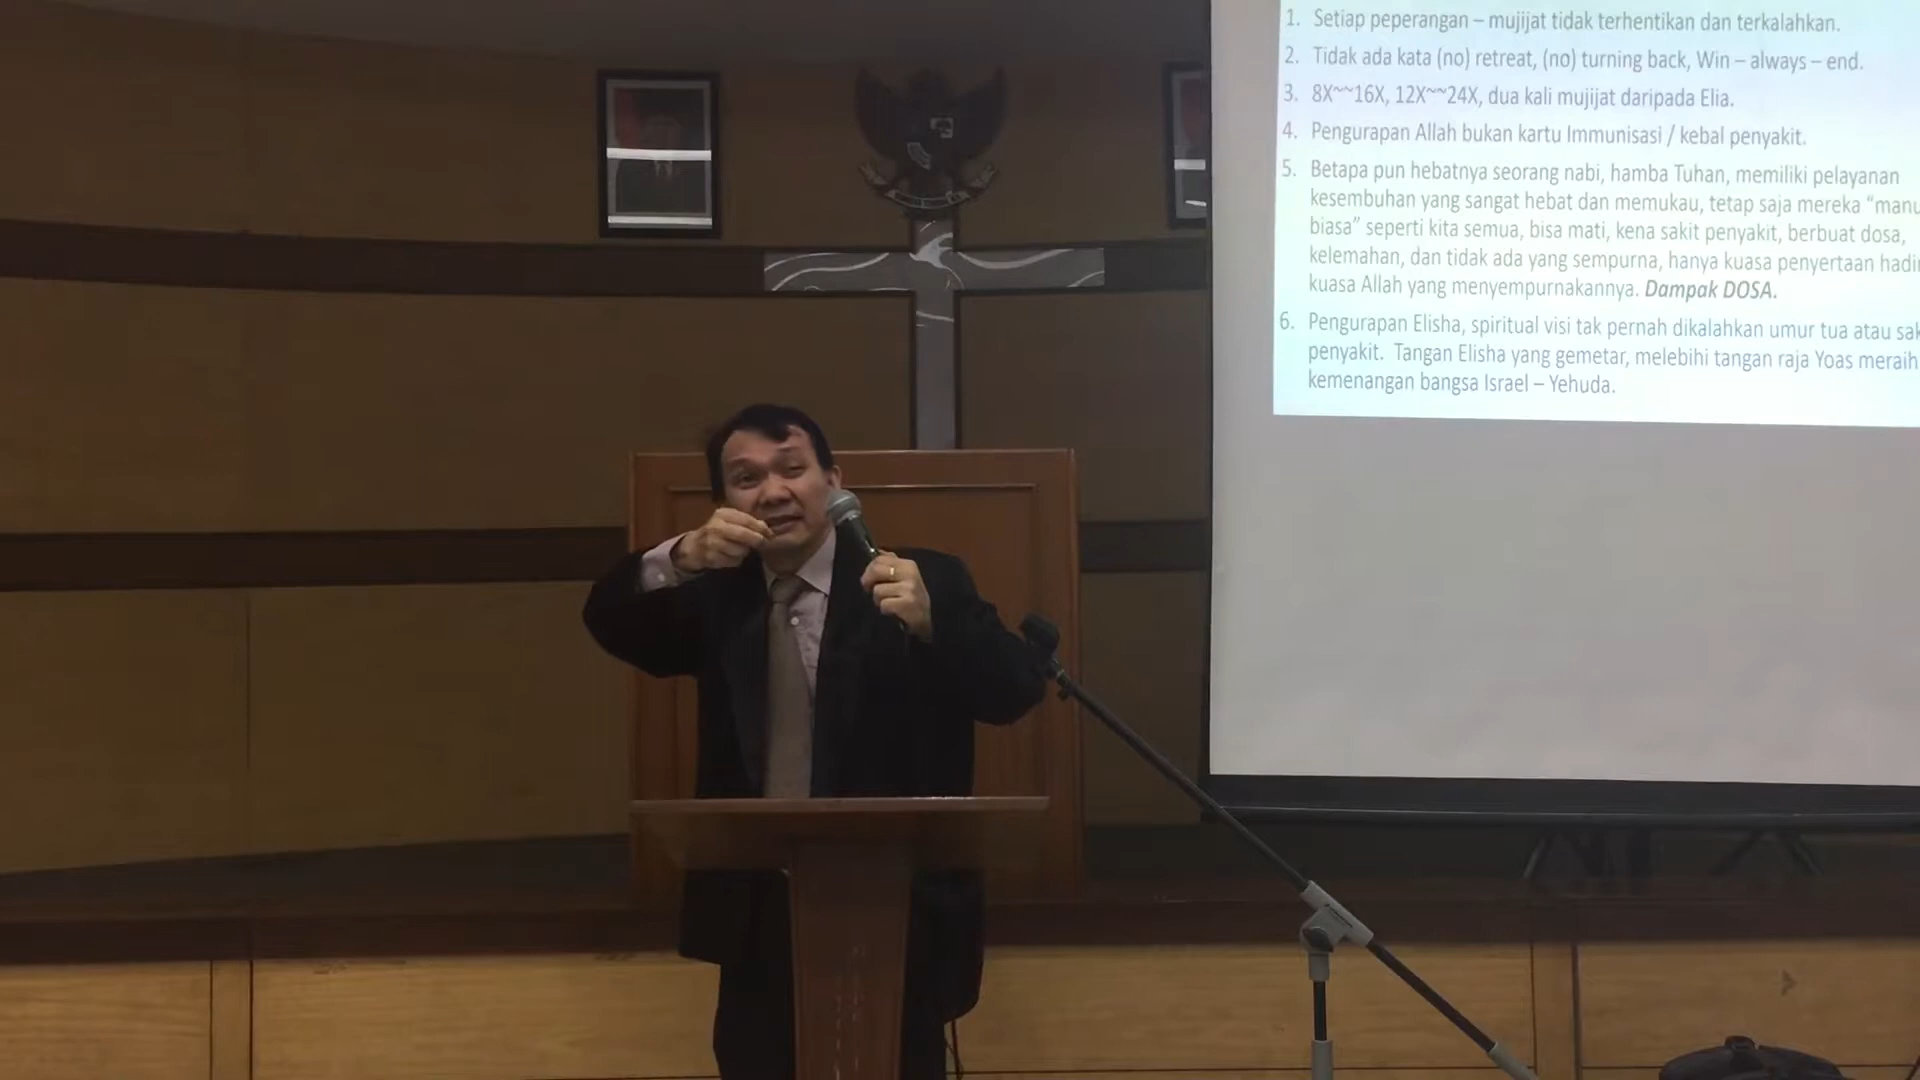 1. Setiap peperangan – mujijat tidak terhentikan dan terkalahkan.
2. Tidak ada kata (no) retreat, (no) turning back, Win – always – end.
3. 8X~~16X, 12X~~24X, dua kali mujijat daripada Elia.
4. Pengurapan Allah bukan kartu Immunisasi / kebal penyakit.
5. Betapa pun hebatnya seorang nabi, hamba Tuhan, memiliki pelayanan
kesembuhan yang sangat hebat dan memukau, tetap saja mereka
biasa” seperti kita semua, bisa mati, kena sakit penyakit, berbuat dosa,
kelemahan, dan tidak ada yang sempurna, hanya kuasa penyertaan
kuasa Allah yang menyempurnakannya. Dampak DOSA.
6. Pengurapan Elisha, spiritual visi tak pernah dikalahkan umur tua atau
penyakit. Tangan Elisha yang gemetar, melebihi tangan raja Yoas meraih
kemenangan bangsa Israel – Yehuda.